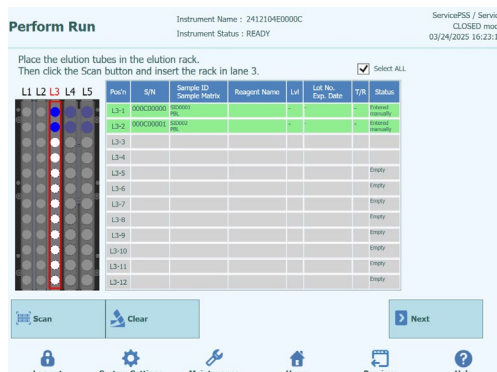 Perform Run
Instrument Name : 2412104E0000C
Instrument Status : READY
ServicePSS / Servic
CLOSED mod
03/24/2025 16:23:1
Place the elution tubes in the elution rack.
Then click the Scan button and insert the rack in lane 3.
Select ALL
L1 L2 L3 L4 L5
Pos'n S/N Sample ID Sample Matrix Reagent Name Lvl Lot No. Exp. Date T/R Status
L3-1 000C00000 SID0001 PBL - - - Entered manually
L3-2 000C00001 SID002 PBL - - - Entered manually
L3-3
L3-4
L3-5 Empty
L3-6 Empty
L3-7 Empty
L3-8 Empty
L3-9 Empty
L3-10 Empty
L3-11 Empty
L3-12 Empty
Scan
Clear
Next